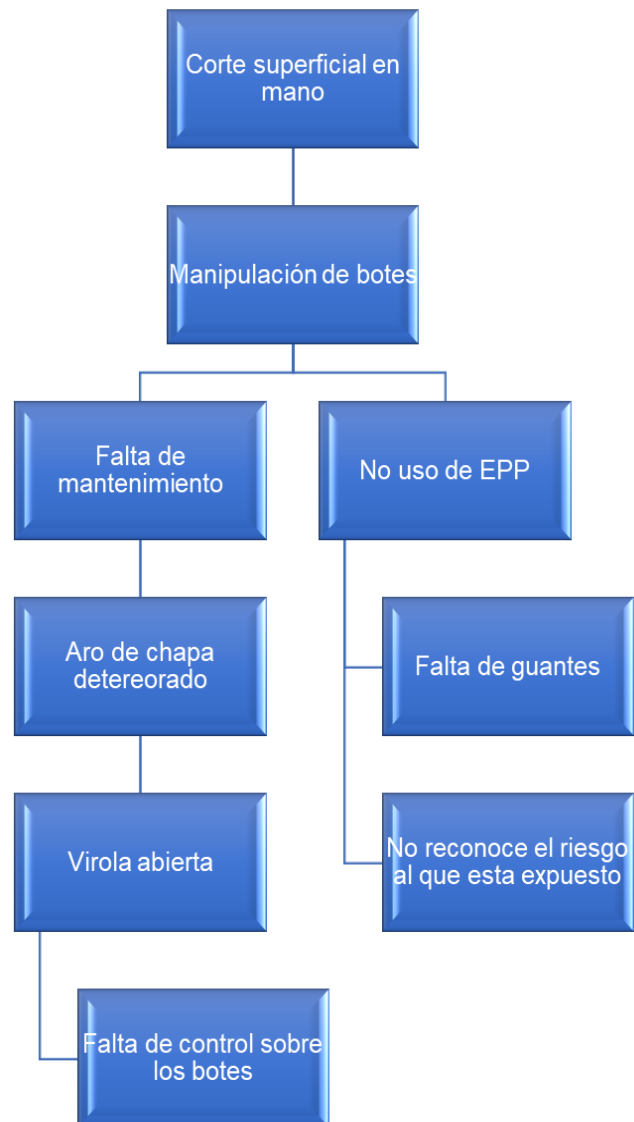 Corte superficial en
mano
Manipulación de botes
Falta de
mantenimiento
No uso de EPP
Aro de chapa
detereorado
Falta de guantes
Virola abierta
No reconoce el riesgo
al que esta expuesto
Falta de control sobre
los botes